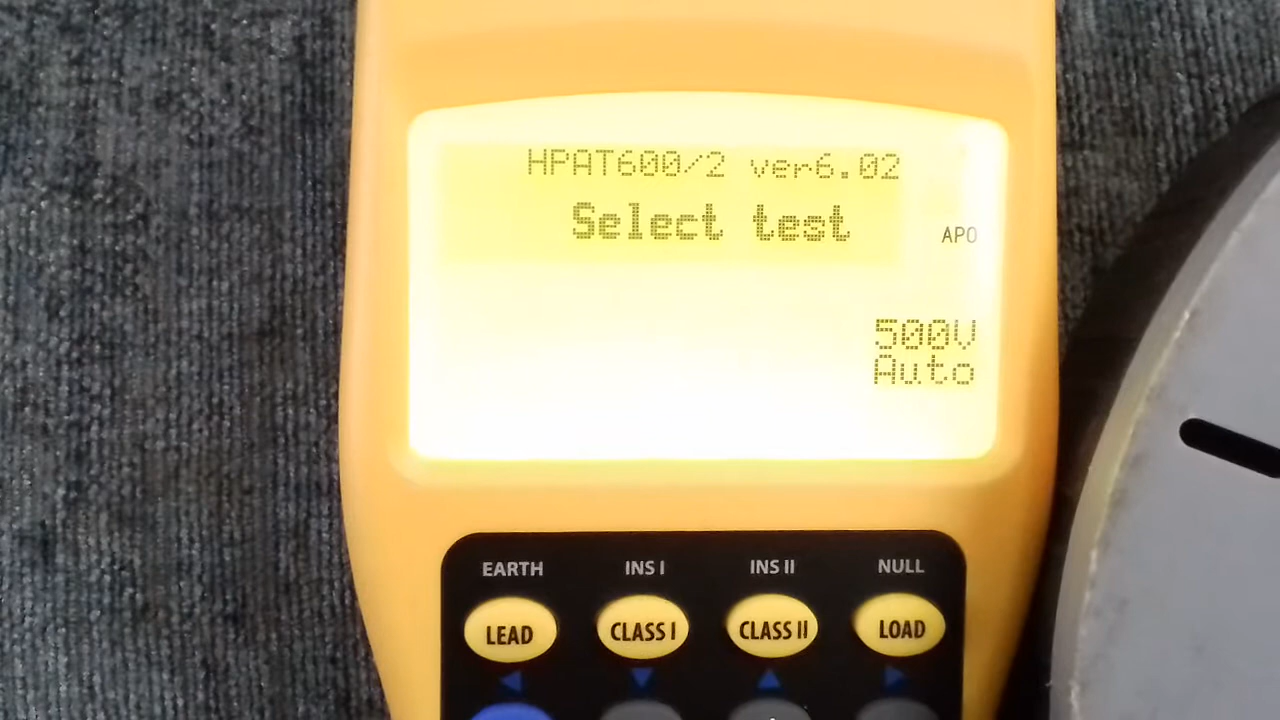 HPAT600/2 ver6.02
Select test
APO
500V
Auto
EARTH INS I INS II NULL
LEAD CLASS I CLASS II LOAD